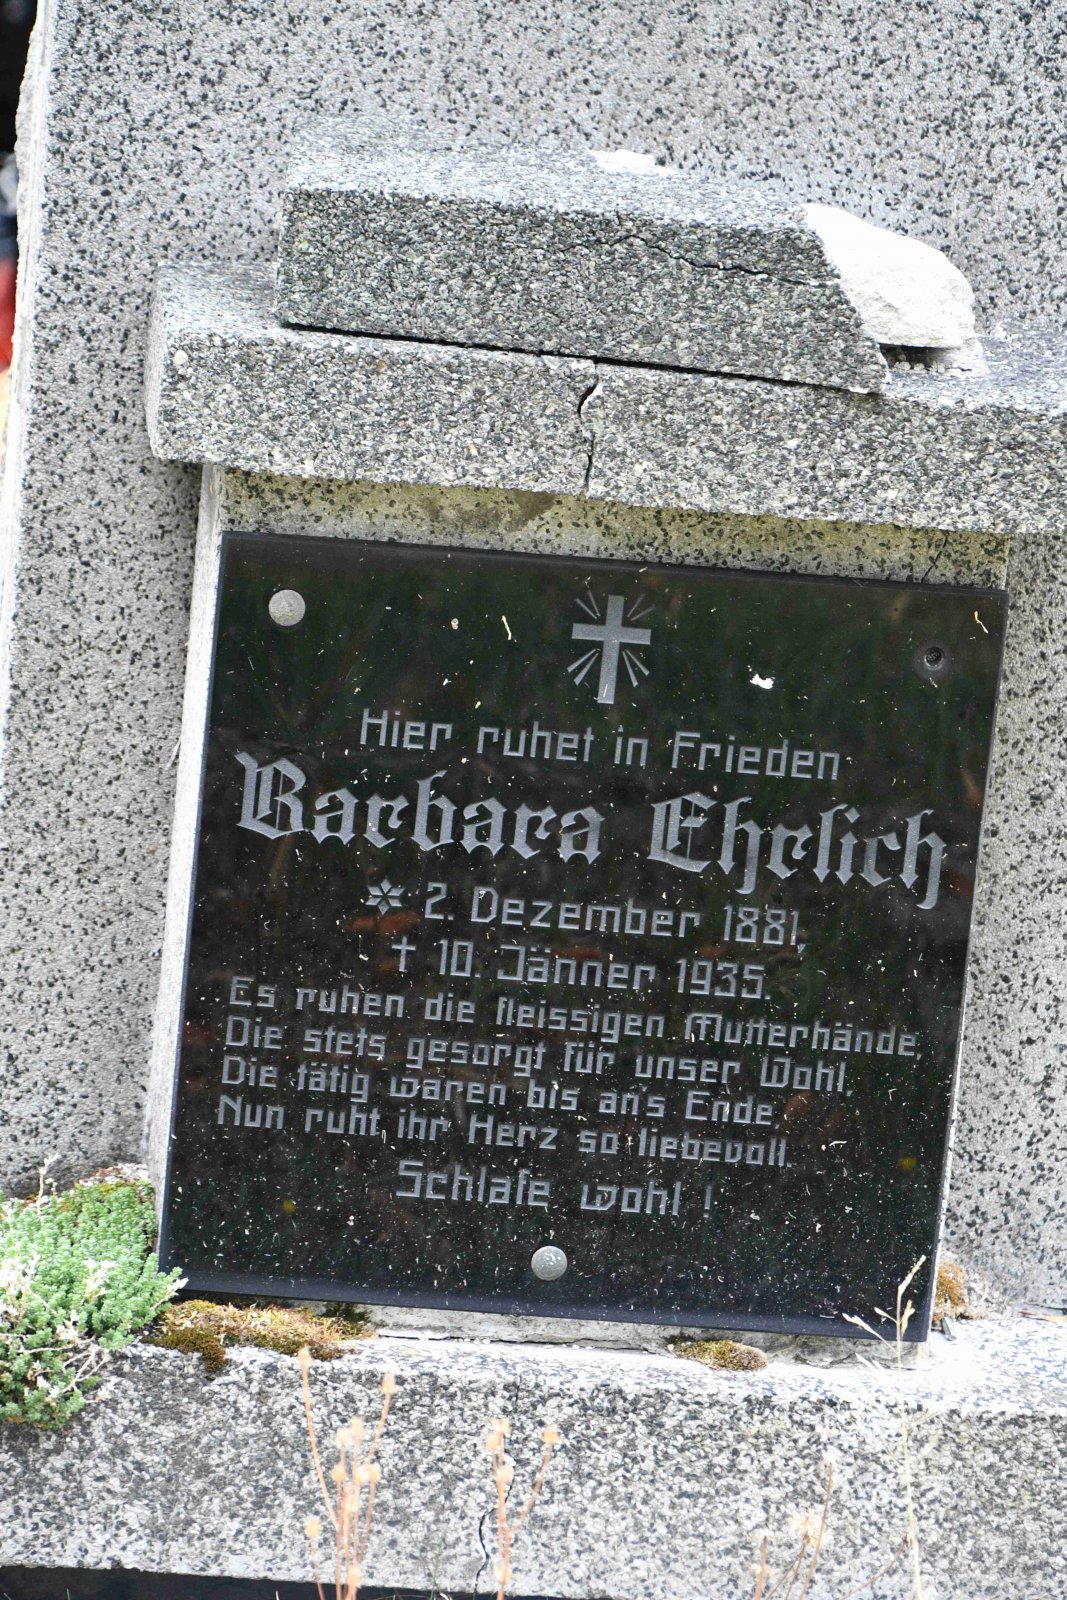 Hier ruhet in Frieden
Barbara Ehrlich
* 2. Dezember 1881,
† 10. Jänner 1935.
Es ruhen die fleissigen Mutterhände,
Die stets gesorgt für unser Wohl,
Die tätig waren bis an's Ende.
Nun ruht ihr Herz so liebevoll.
Schlafe wohl !